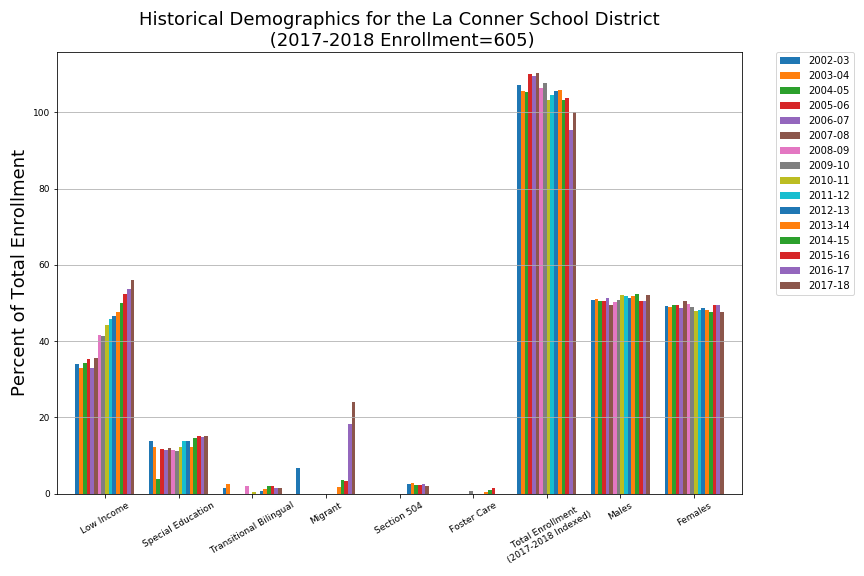 Historical Demographics for the La Conner School District
(2017-2018 Enrollment=605)
Percent of Total Enrollment
100
80
60
40
20
0
Low Income
Special Education
Transitional Bilingual
Migrant
Section 504
Foster Care
Total Enrollment
(2017-2018 Indexed)
Males
Females
2002-03
2003-04
2004-05
2005-06
2006-07
2007-08
2008-09
2009-10
2010-11
2011-12
2012-13
2013-14
2014-15
2015-16
2016-17
2017-18